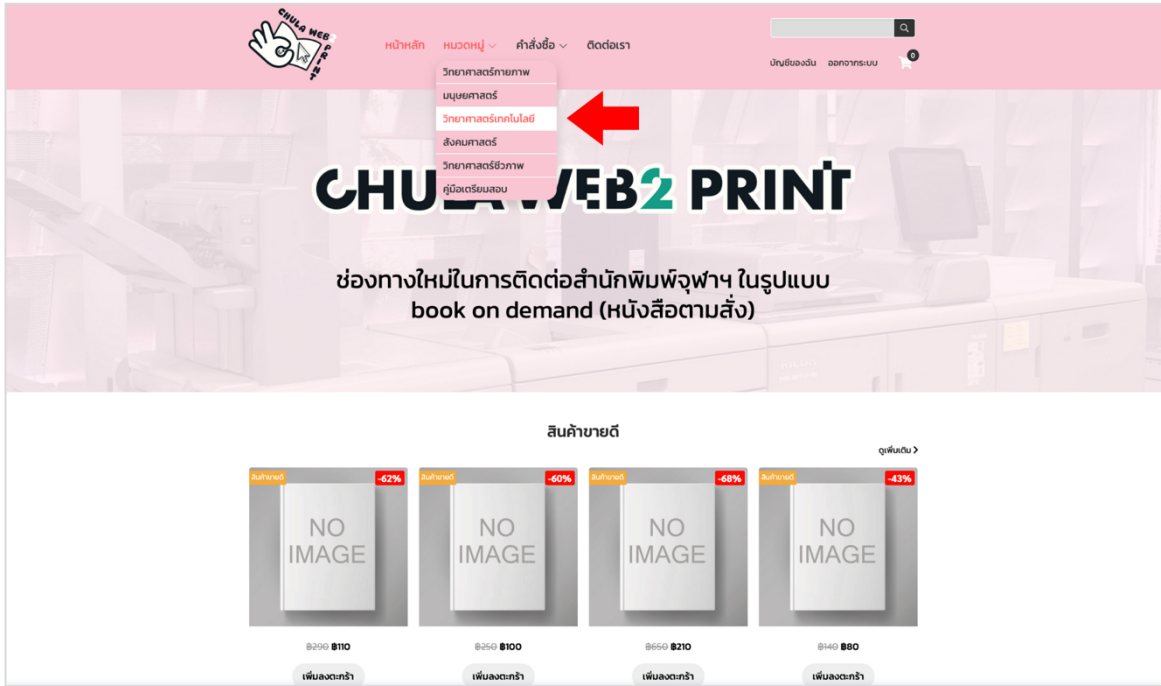 CHULA WEB2 PRINT
หน้าหลัก หมวดหมู่ คำสั่งซื้อ ติดต่อเรา
บัญชีของฉัน ออกจากระบบ 0
วิทยาศาสตร์กายภาพ
มนุษยศาสตร์
วิทยาศาสตร์เทคโนโลยี
สังคมศาสตร์
วิทยาศาสตร์ชีวภาพ
คู่มือเตรียมสอบ
CHULA WEB2 PRINT
ช่องทางใหม่ในการติดต่อสำนักพิมพ์จุฬาฯ ในรูปแบบ
book on demand (หนังสือตามสั่ง)
สินค้าขายดี
ดูเพิ่มเติม
สินค้าขายดี -62% สินค้าขายดี -60% สินค้าขายดี -68% สินค้าขายดี -43%
NO NO NO NO
IMAGE IMAGE IMAGE IMAGE
฿290 ฿110 ฿250 ฿100 ฿650 ฿210 ฿140 ฿80
เพิ่มลงตะกร้า เพิ่มลงตะกร้า เพิ่มลงตะกร้า เพิ่มลงตะกร้า